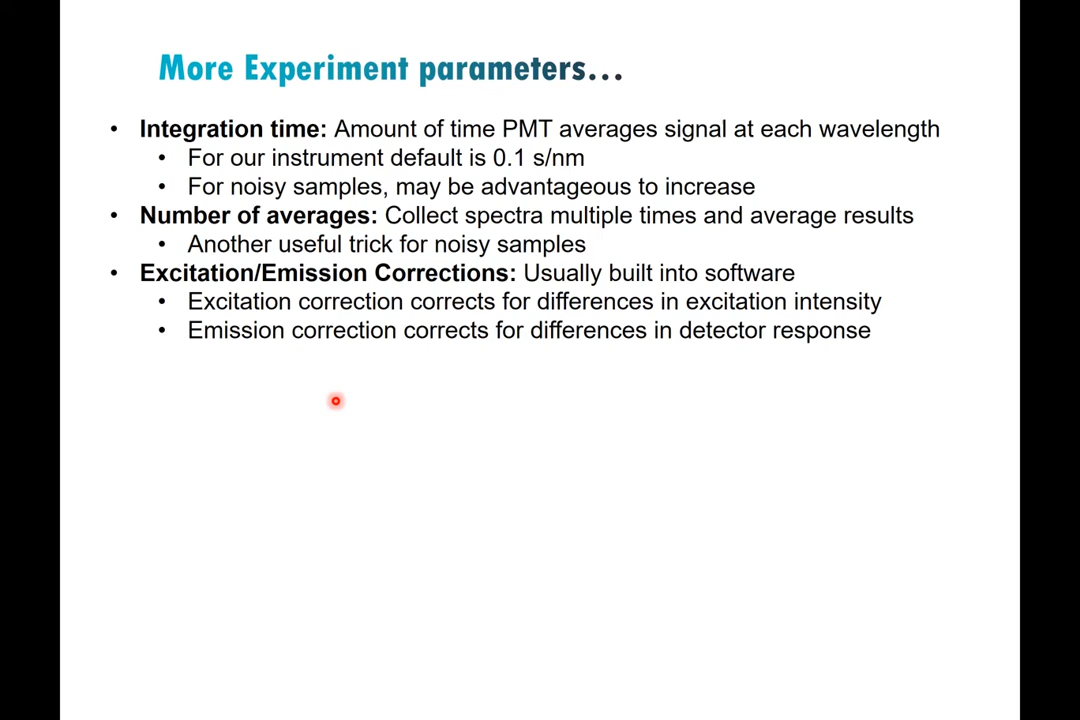 More Experiment parameters...
• Integration time: Amount of time PMT averages signal at each wavelength
• For our instrument default is 0.1 s/nm
• For noisy samples, may be advantageous to increase
• Number of averages: Collect spectra multiple times and average results
• Another useful trick for noisy samples
• Excitation/Emission Corrections: Usually built into software
• Excitation correction corrects for differences in excitation intensity
• Emission correction corrects for differences in detector response